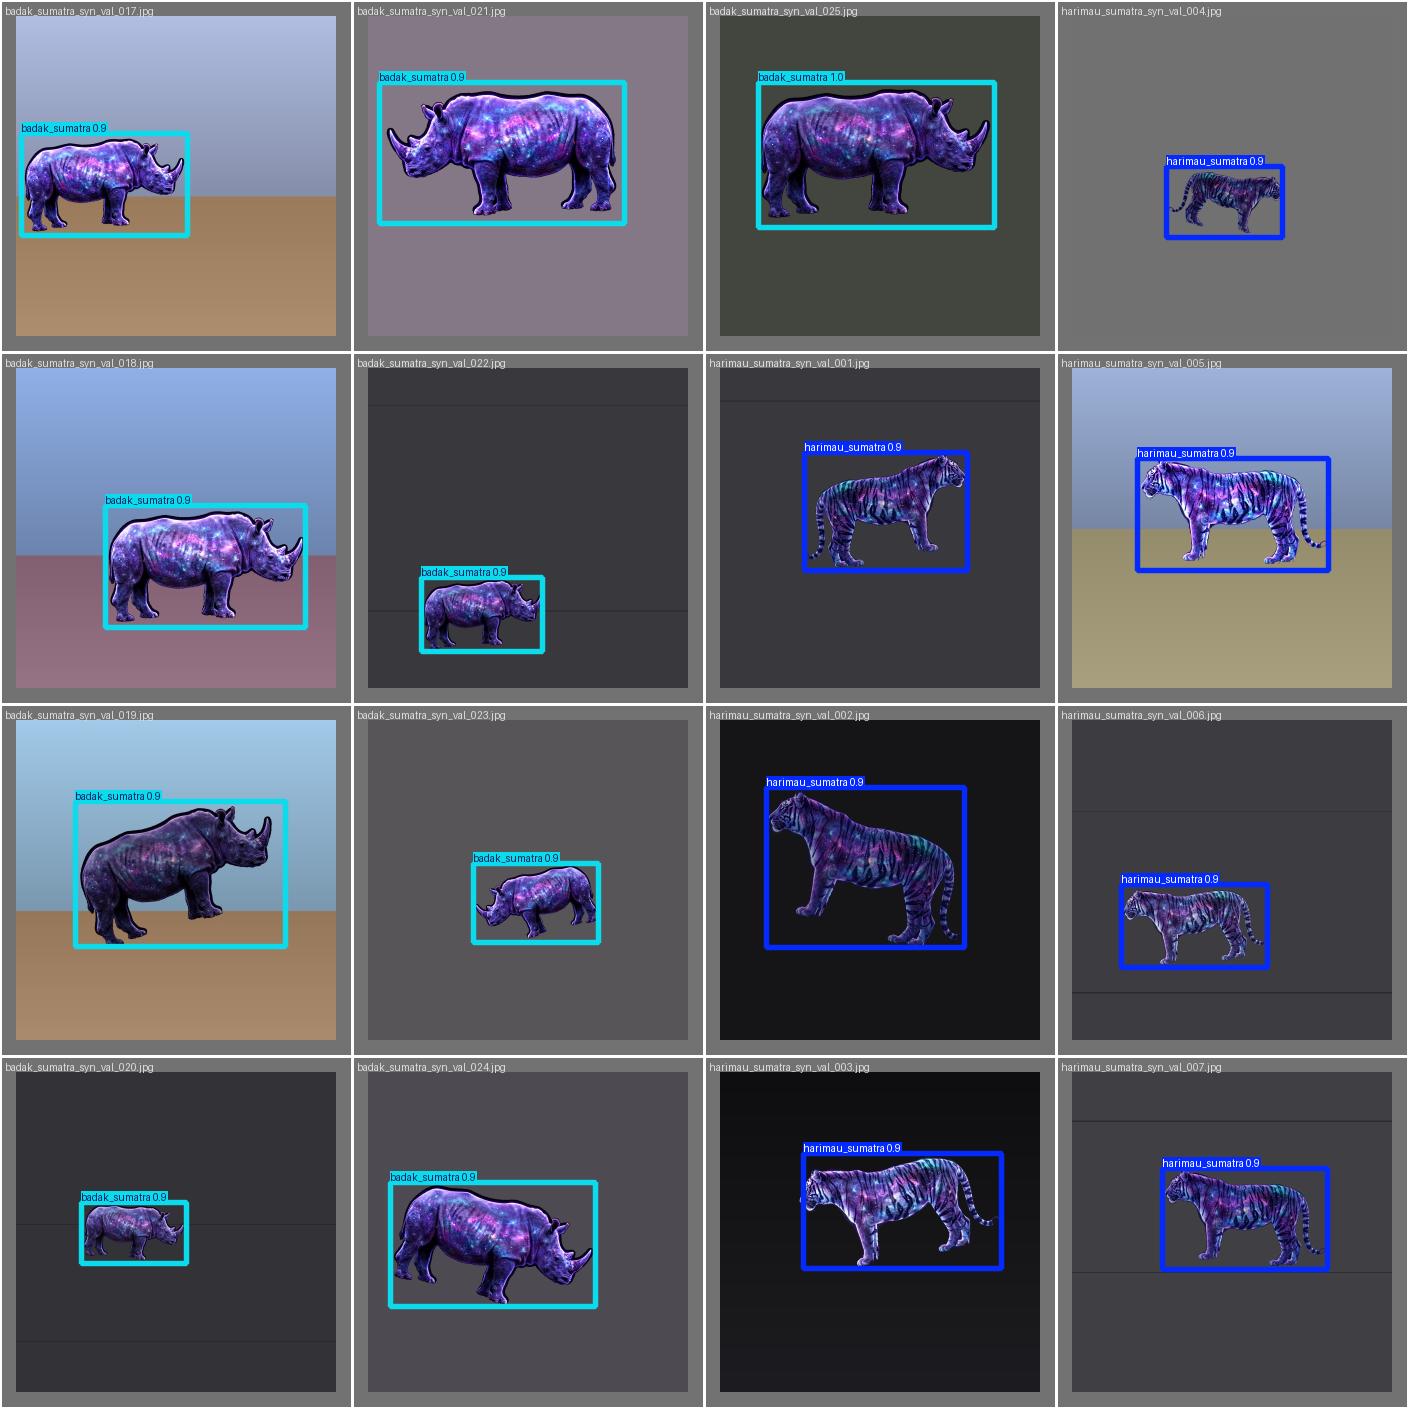 badak_sumatra_syn_val_017.jpg
badak_sumatra 0.9
badak_sumatra_syn_val_021.jpg
badak_sumatra 0.9
badak_sumatra_syn_val_025.jpg
badak_sumatra 1.0
harimau_sumatra_syn_val_004.jpg
harimau_sumatra 0.9
badak_sumatra_syn_val_018.jpg
badak_sumatra 0.9
badak_sumatra_syn_val_022.jpg
badak_sumatra 0.9
harimau_sumatra_syn_val_001.jpg
harimau_sumatra 0.9
harimau_sumatra_syn_val_005.jpg
harimau_sumatra 0.9
badak_sumatra_syn_val_019.jpg
badak_sumatra 0.9
badak_sumatra_syn_val_023.jpg
badak_sumatra 0.9
harimau_sumatra_syn_val_002.jpg
harimau_sumatra 0.9
harimau_sumatra_syn_val_006.jpg
harimau_sumatra 0.9
badak_sumatra_syn_val_020.jpg
badak_sumatra 0.9
badak_sumatra_syn_val_024.jpg
badak_sumatra 0.9
harimau_sumatra_syn_val_003.jpg
harimau_sumatra 0.9
harimau_sumatra_syn_val_007.jpg
harimau_sumatra 0.9